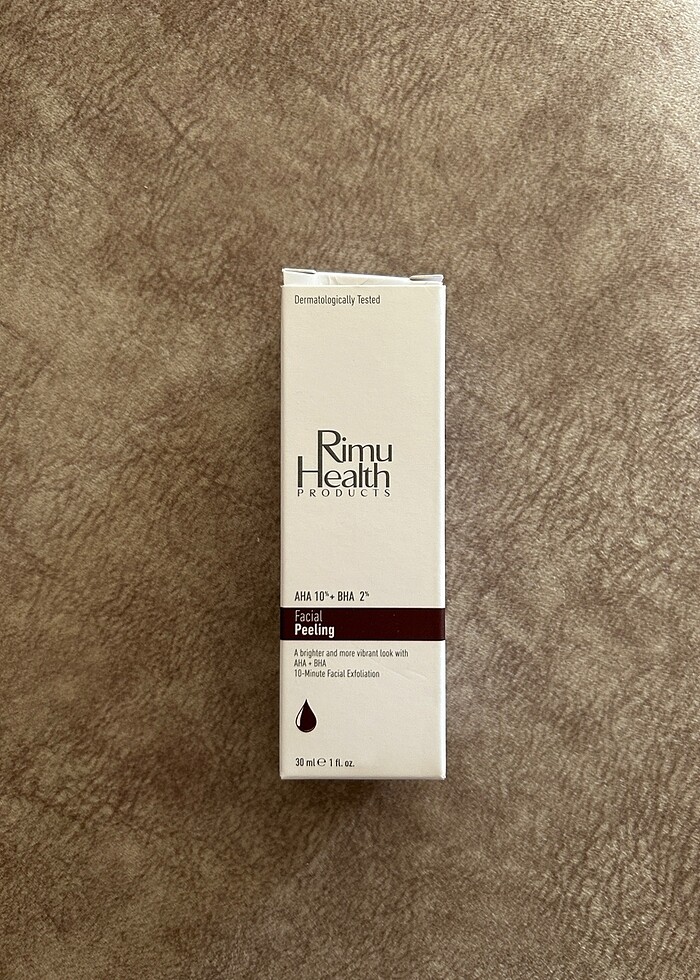 Dermatologically Tested
Rimu
Health
PRODUCTS
AHA 10%+ BHA 2%
Facial
Peeling
A brighter and more vibrant look with
AHA + BHA
10-Minute Facial Exfoliation
30 ml ℮ 1 fl. oz.